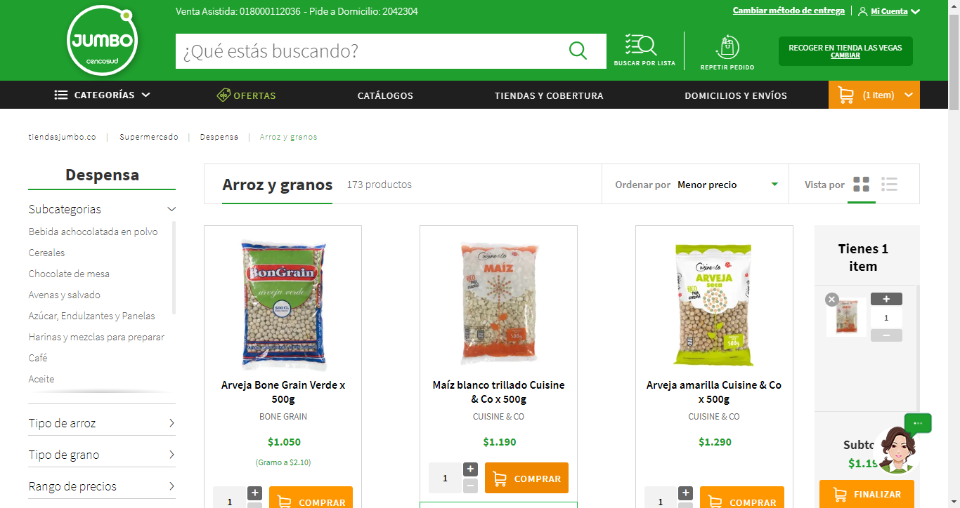 Venta Asistida: 018000112036 - Pide a Domicilio: 2042304
Cambiar método de entrega
Mi Cuenta
JUMBO
cencosud
¿Qué estás buscando?
BUSCAR POR LISTA
REPETIR PEDIDO
RECOGER EN TIENDA LAS VEGAS
CAMBIAR
CATEGORÍAS
OFERTAS
CATÁLOGOS
TIENDAS Y COBERTURA
DOMICILIOS Y ENVÍOS
(1 item)
tiendasjumbo.co | Supermercado | Despensa | Arroz y granos
Despensa
Subcategorias
Bebida achocolatada en polvo
Cereales
Chocolate de mesa
Avenas y salvado
Azúcar, Endulzantes y Panelas
Harinas y mezclas para preparar
Café
Aceite
Tipo de arroz
Tipo de grano
Rango de precios
Arroz y granos
173 productos
Ordenar por Menor precio
Vista por
BonGrain
arveja verde
Arveja Bone Grain Verde x
500g
BONE GRAIN
$1.050
(Gramo a $2.10)
1
+
COMPRAR
Cuisine & Co
MAÍZ
Maíz blanco trillado Cuisine
& Co x 500g
CUISINE & CO
$1.190
1
+
−
COMPRAR
Cuisine & Co
ARVEJA
SECA
Arveja amarilla Cuisine & Co
x 500g
CUISINE & CO
$1.290
1
+
COMPRAR
Tienes 1
item
+
1
−
$1.19
FINALIZAR